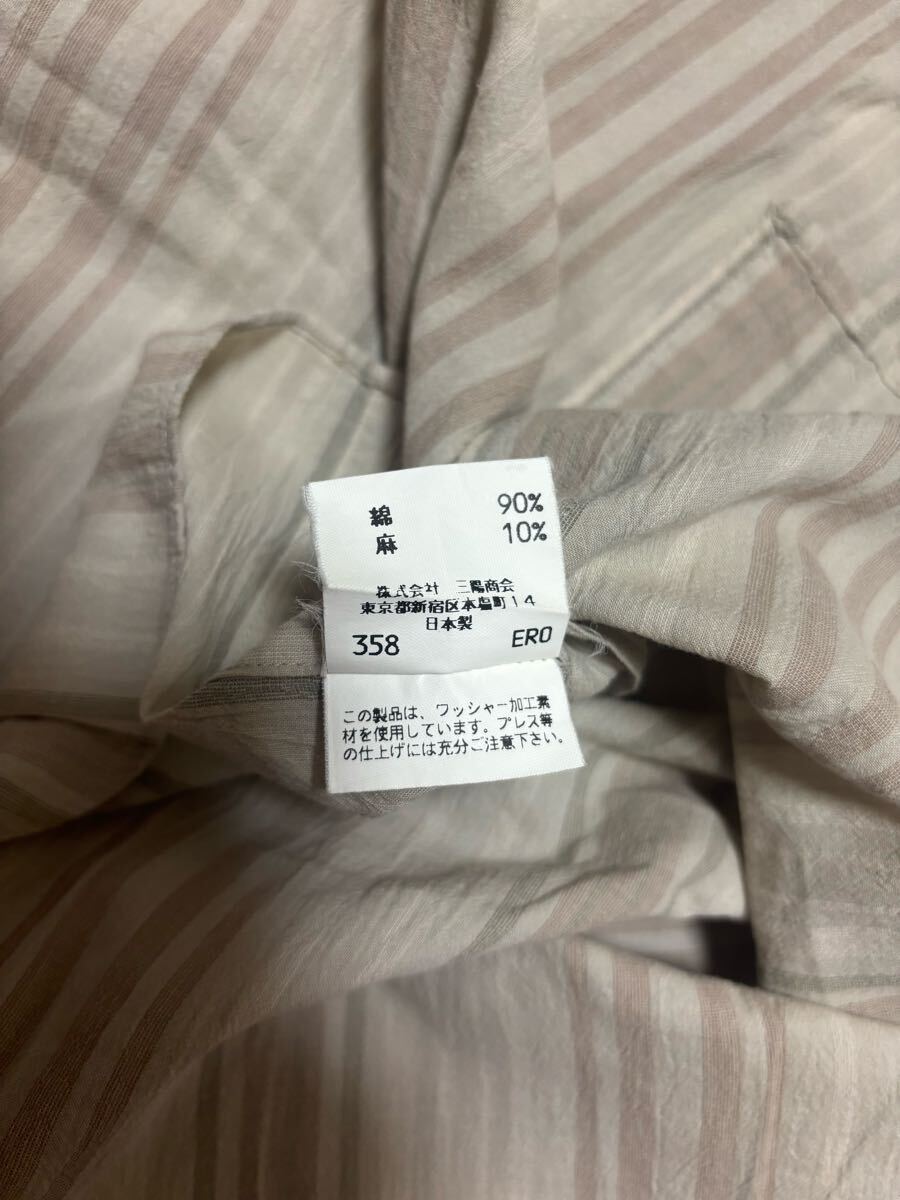 綿 90%
麻 10%
株式会社 三陽商会
東京都新宿区本塩町14
日本製
358 ERO
この製品は、ワッシャー加工素
材を使用しています。プレス等
の仕上げには充分ご注意下さい。